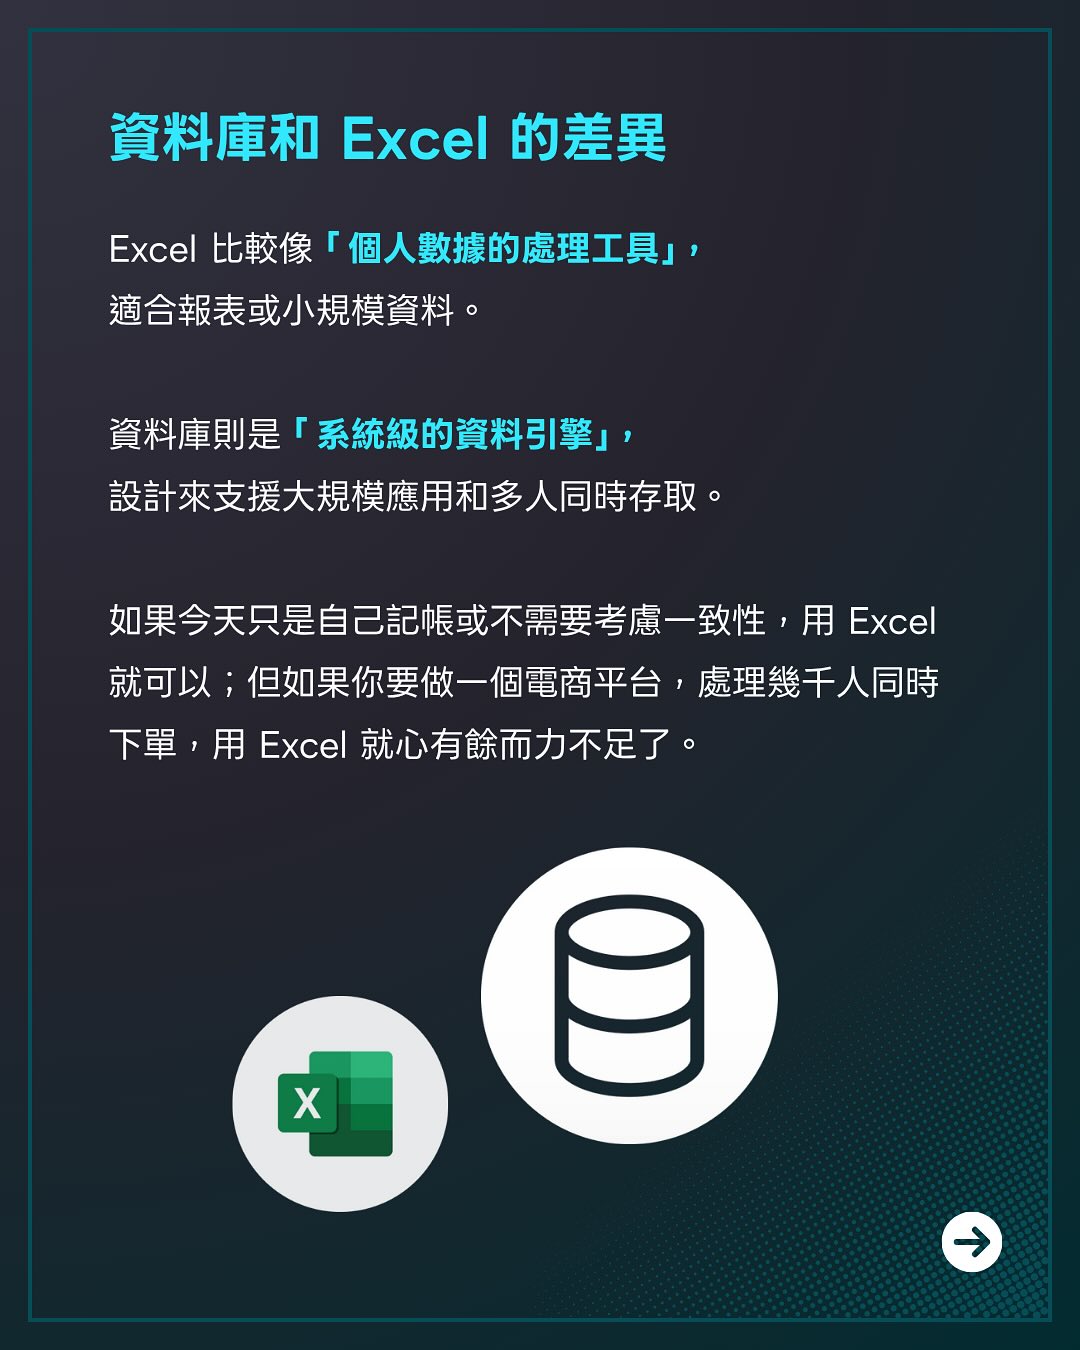 資料庫和 Excel 的差異
Excel 比較像「個人數據的處理工具」,
適合報表或小規模資料。
資料庫則是「系統級的資料引擎」,
設計來支援大規模應用和多人同時存取。
如果今天只是自己記帳或不需要考慮一致性，用 Excel
就可以；但如果你要做一個電商平台，處理幾千人同時
下單，用 Excel 就心有餘而力不足了。
X